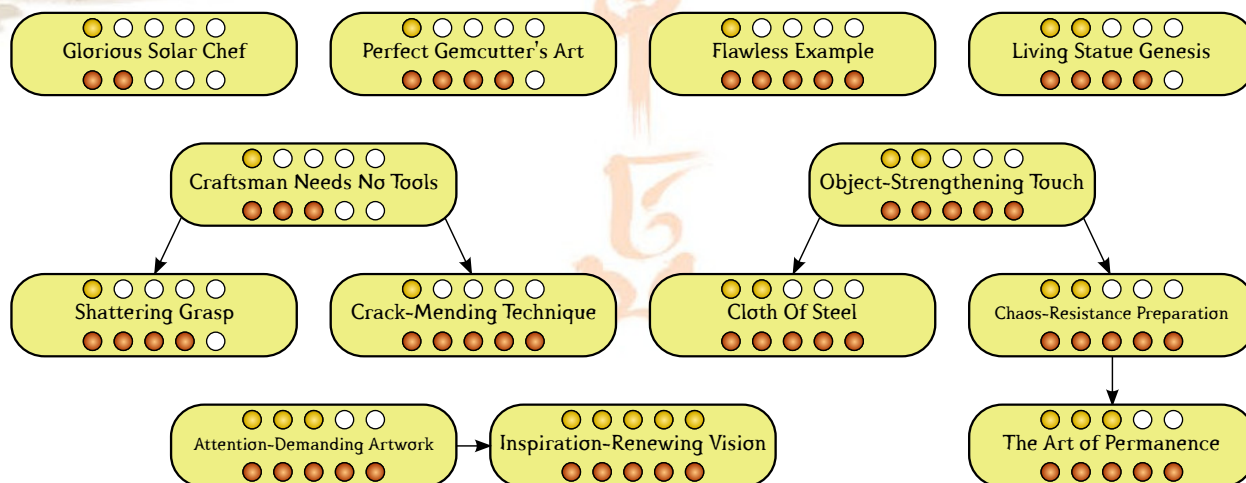 Glorious Solar Chef
Perfect Gemcutter's Art
Flawless Example
Living Statue Genesis
Craftsman Needs No Tools
Object-Strengthening Touch
Shattering Grasp
Crack-Mending Technique
Cloth Of Steel
Chaos-Resistance Preparation
Attention-Demanding Artwork
Inspiration-Renewing Vision
The Art of Permanence